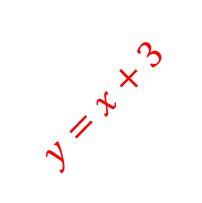 y = x + 3